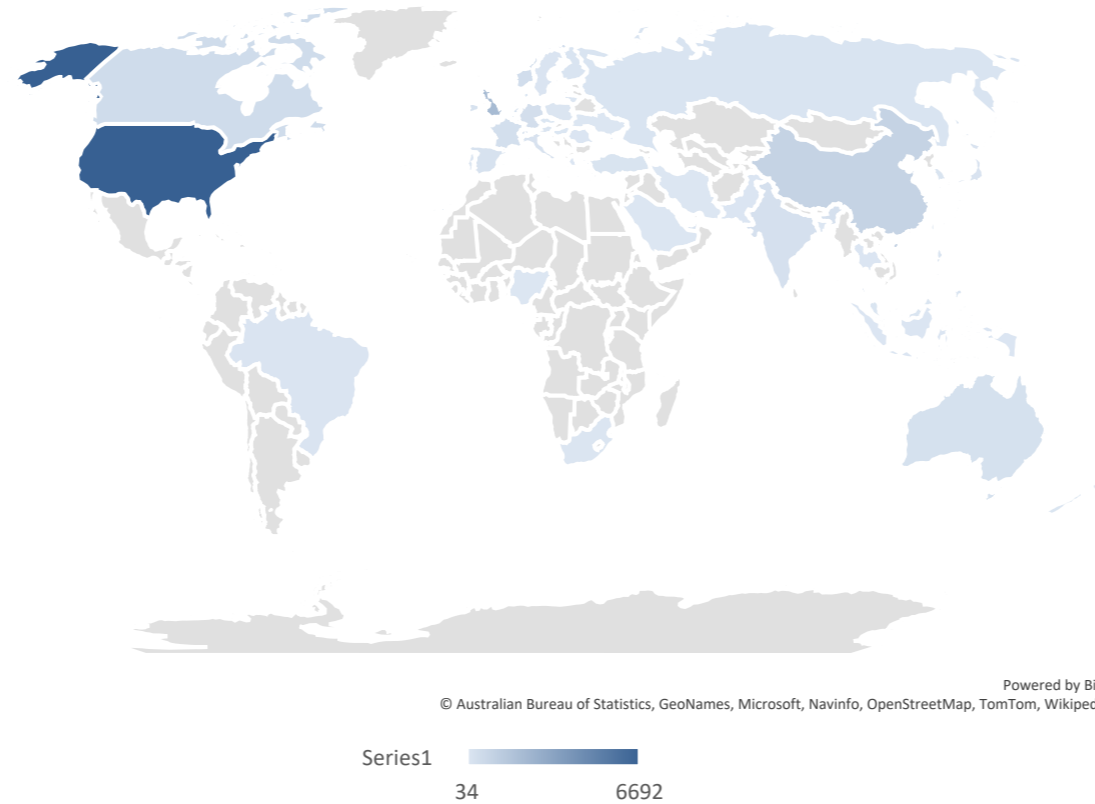 Powered by Bi
© Australian Bureau of Statistics, GeoNames, Microsoft, Navinfo, OpenStreetMap, TomTom, Wikiped
Series1
34 6692